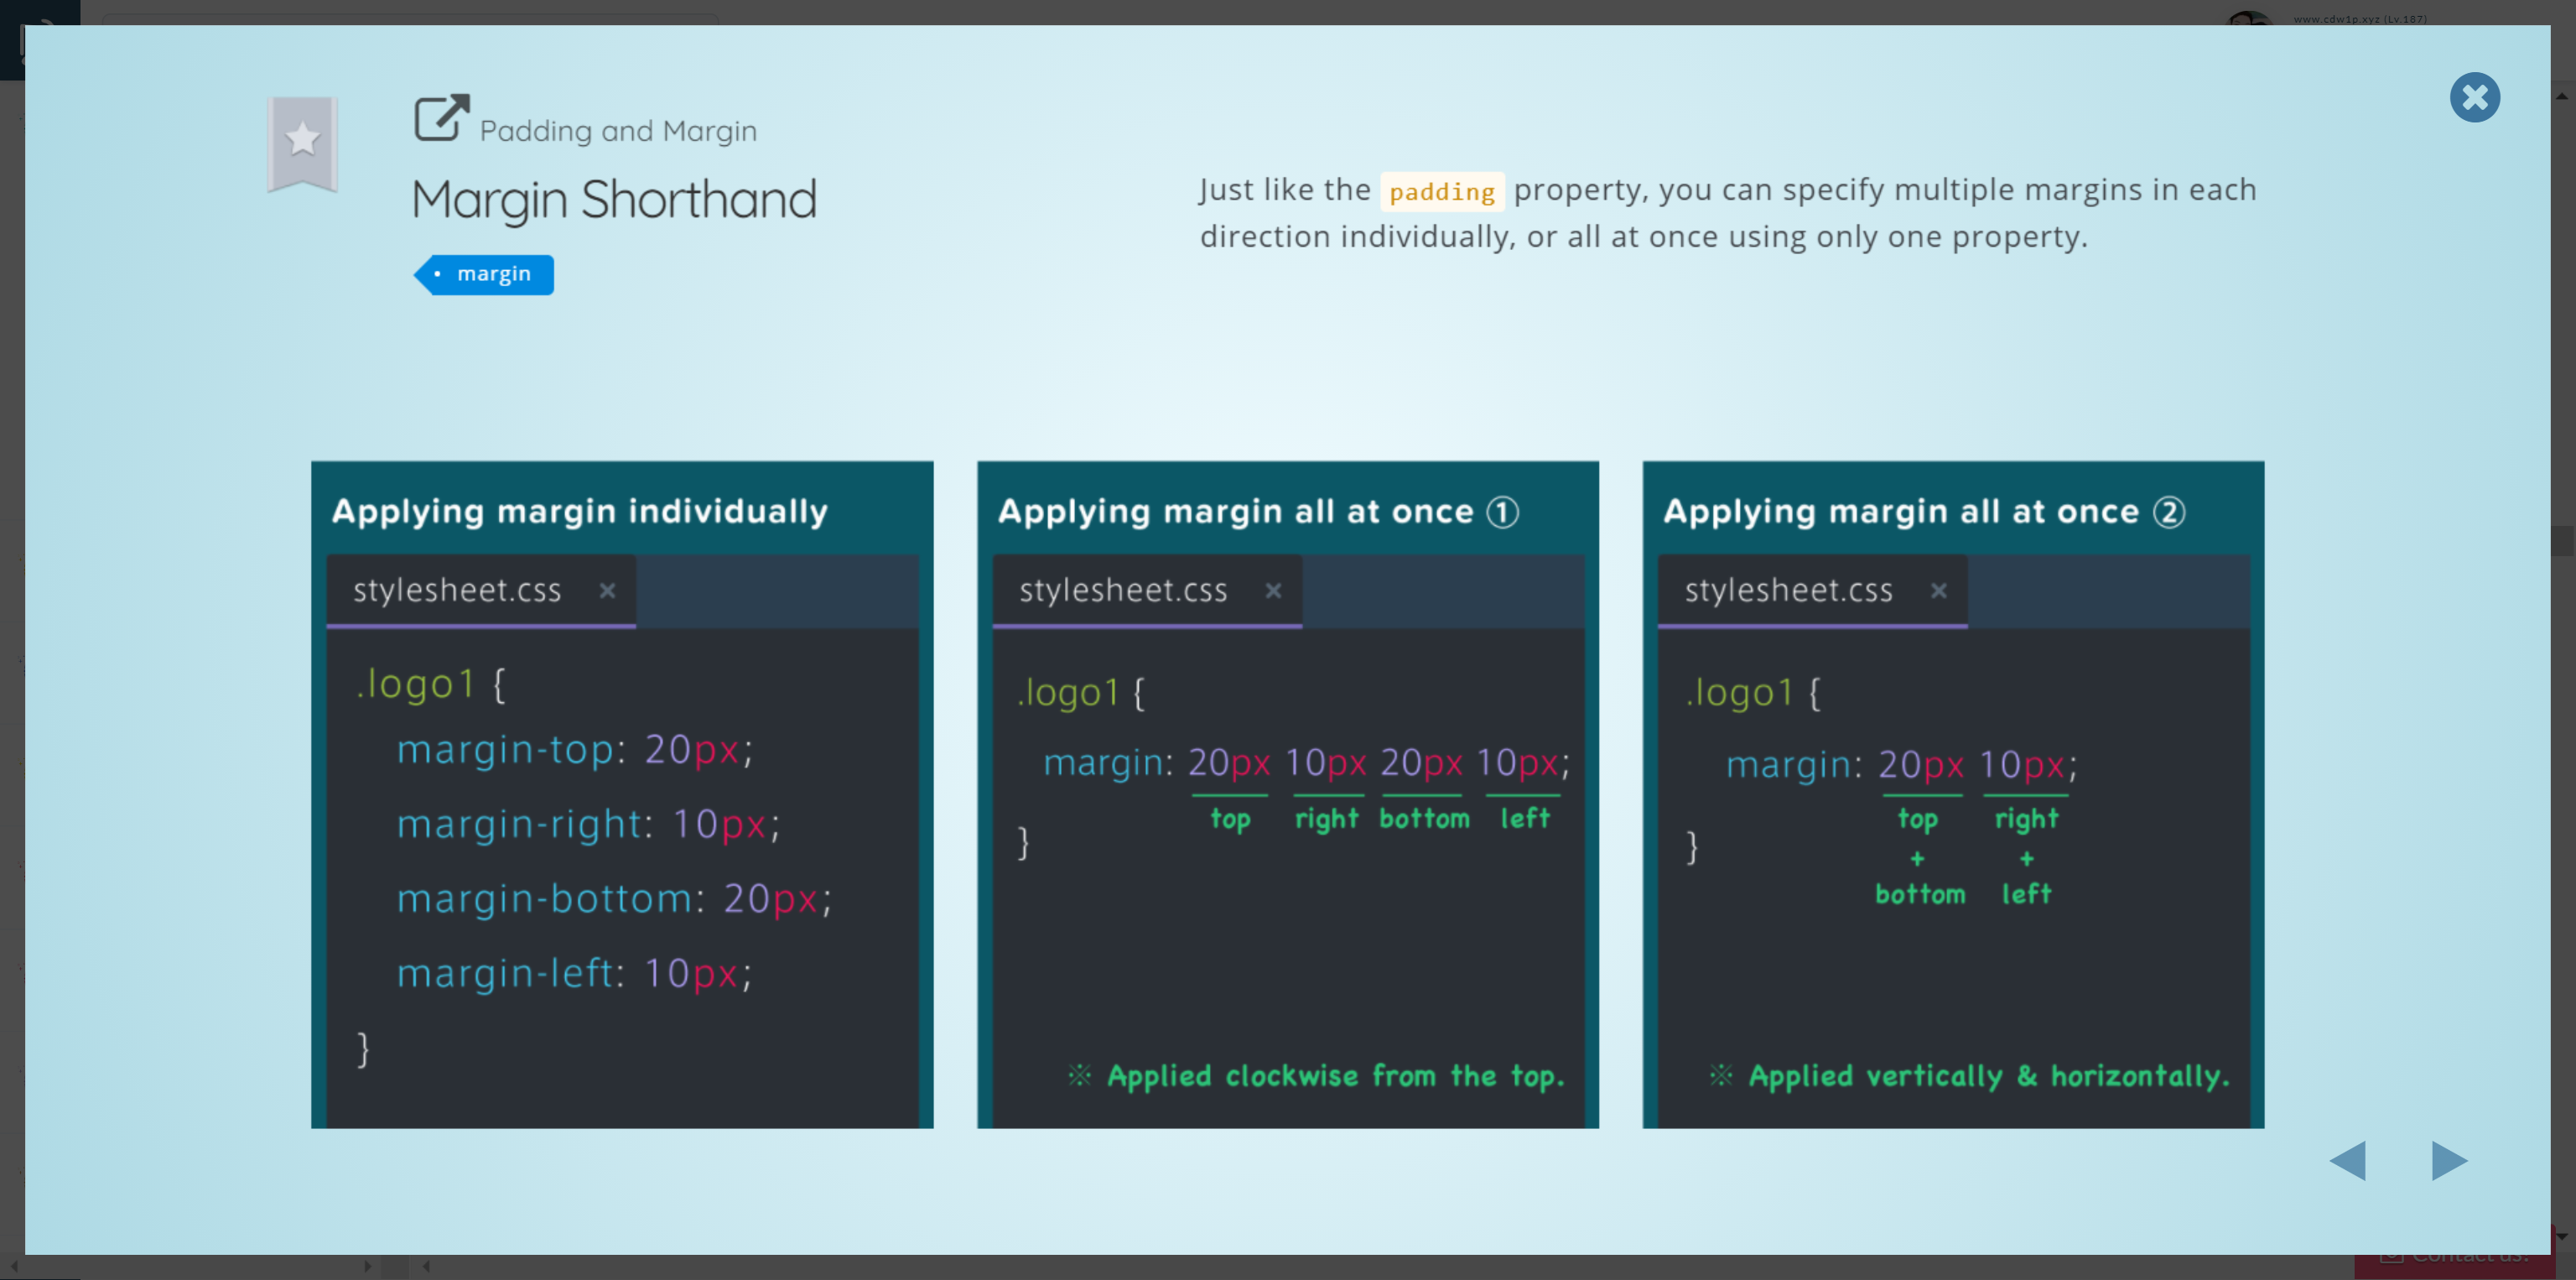 www.cdw1p.xyz (Lv.187)
Padding and Margin
Margin Shorthand
margin
Just like the padding property, you can specify multiple margins in each
direction individually, or all at once using only one property.
Applying margin individually
stylesheet.css ×
.logo1 {
margin-top: 20px;
margin-right: 10px;
margin-bottom: 20px;
margin-left: 10px;
}
Applying margin all at once ①
stylesheet.css ×
.logo1 {
margin: 20px 10px 20px 10px;
top right bottom left
}
※ Applied clockwise from the top.
Applying margin all at once ②
stylesheet.css ×
.logo1 {
margin: 20px 10px;
top right
}
+ +
bottom left
※ Applied vertically & horizontally.
Contact us!